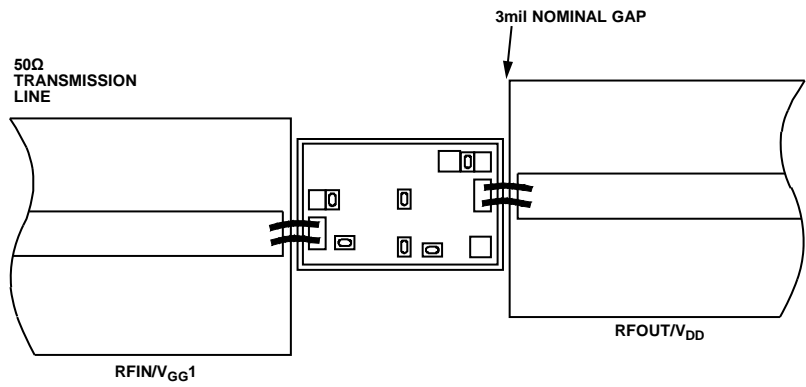 3mil NOMINAL GAP
50Ω
TRANSMISSION
LINE
RFOUT/VDD
RFIN/VGG1